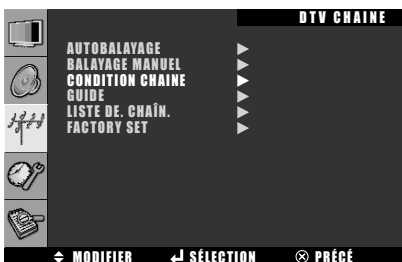 DTV CHAINE
AUTOBALAYAGE
BALAYAGE MANUEL
CONDITION CHAINE
GUIDE
LISTE DE. CHAÎN.
FACTORY SET
MODIFIER SÉLECTION PRÉCÉ